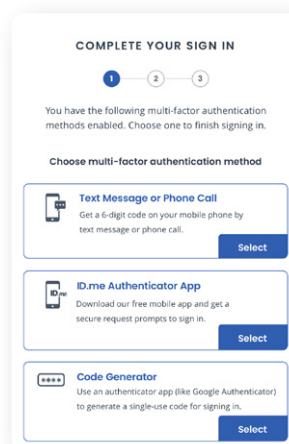 COMPLETE YOUR SIGN IN
1 2 3
You have the following multi-factor authentication
methods enabled. Choose one to finish signing in.
Choose multi-factor authentication method
Text Message or Phone Call
Get a 6-digit code on your mobile phone by
text message or phone call.
Select
ID.me
ID.me Authenticator App
Download our free mobile app and get a
secure request prompts to sign in.
Select
****
Code Generator
Use an authenticator app (like Google Authenticator)
to generate a single-use code for signing in.
Select